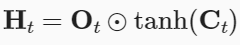 H_t = O_t ⊙ tanh(C_t)